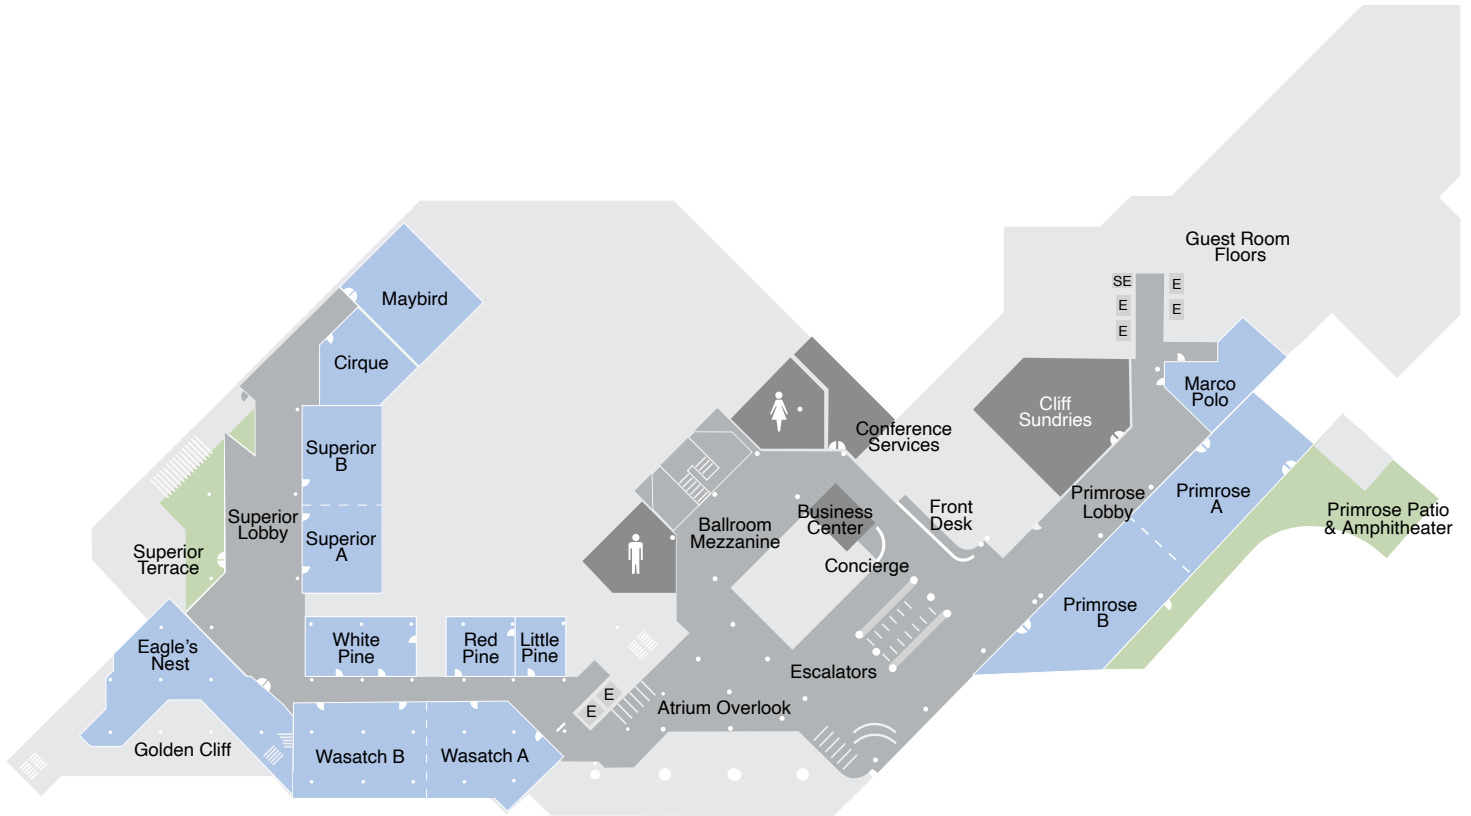 Guest Room
Floors
SE
E
E
E
E
E
Maybird
Cirque
Marco
Polo
Cliff
Sundries
Conference
Services
Superior
B
Superior
Lobby
Superior
A
Superior
Terrace
Ballroom
Mezzanine
Business
Center
Front
Desk
Concierge
Primrose
Lobby
Primrose
A
Primrose Patio
& Amphitheater
Primrose
B
Eagle's
Nest
White
Pine
Red
Pine
Little
Pine
Escalators
E
E
Atrium Overlook
Golden Cliff
Wasatch B
Wasatch A